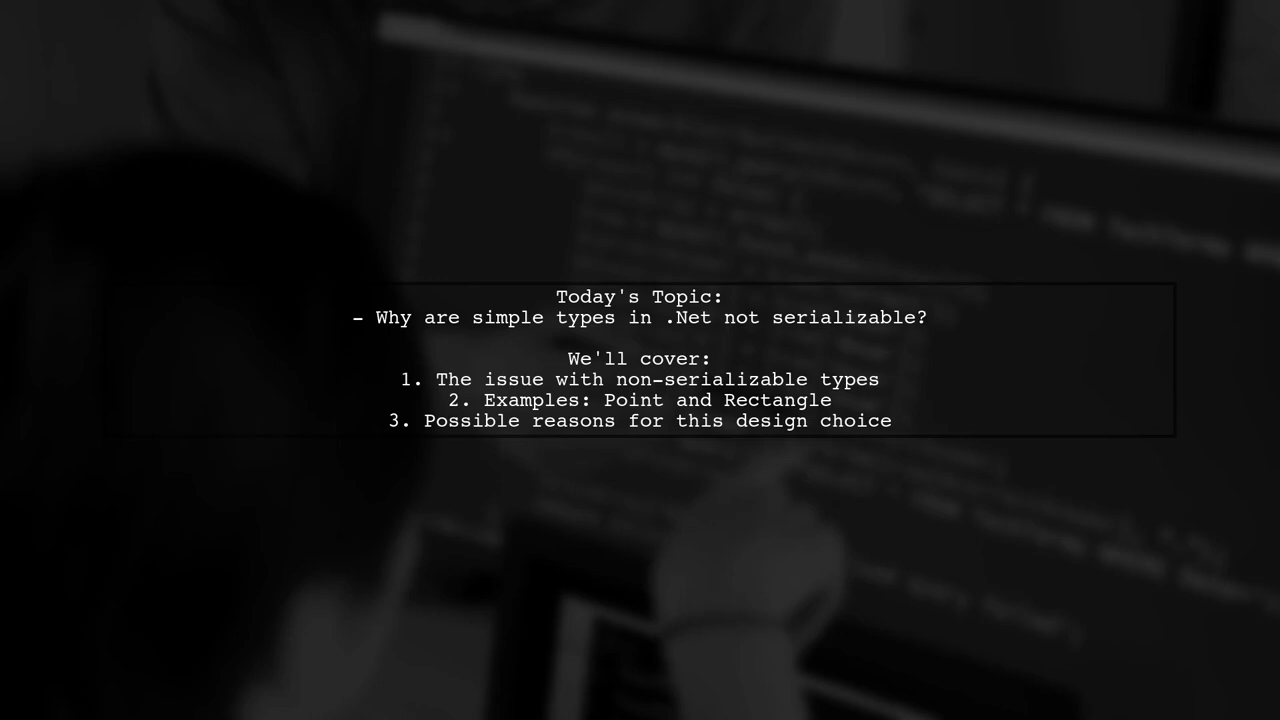 Today's Topic:
- Why are simple types in .Net not serializable?
We'll cover:
1. The issue with non-serializable types
2. Examples: Point and Rectangle
3. Possible reasons for this design choice